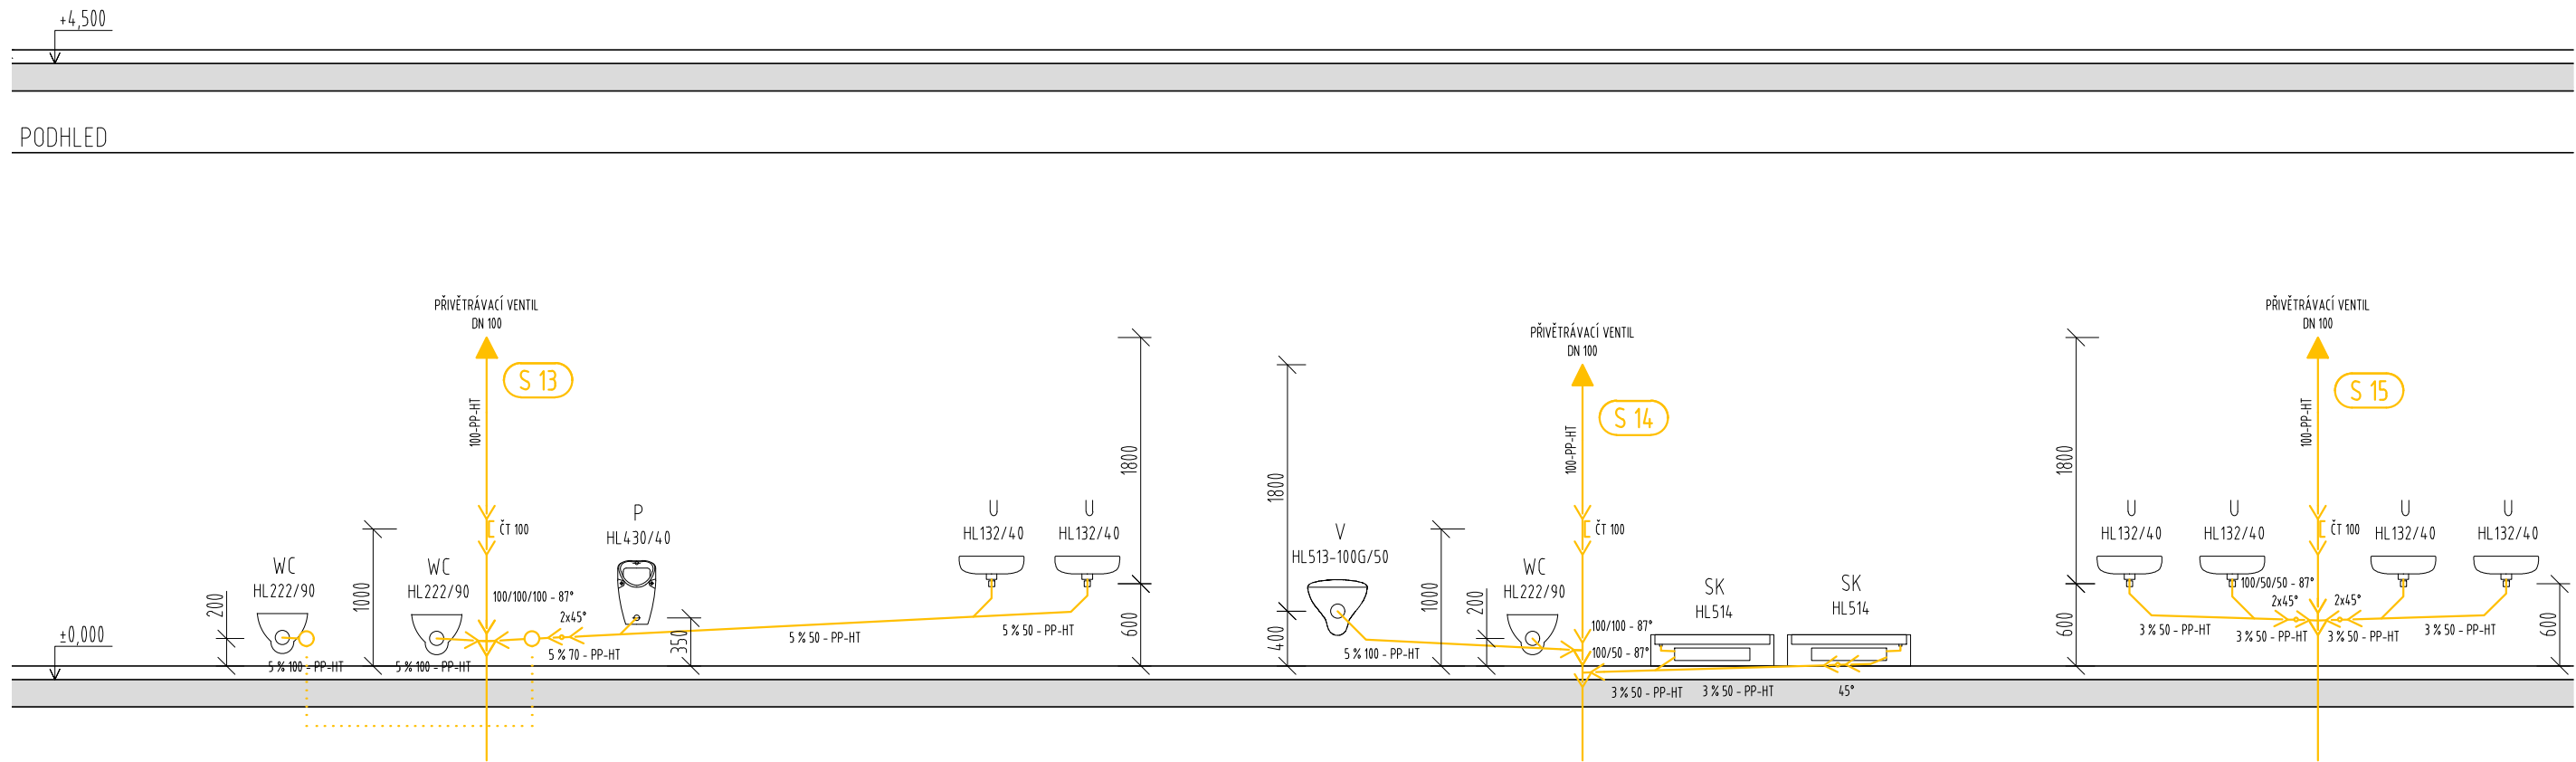 +4,500
PODHLED
PŘIVĚTRÁVACÍ VENTIL
DN 100
S 13
100-PP-HT
ČT 100
WC
HL222/90
200
1000
WC
HL222/90
100/100/100 - 87°
2x45°
P
HL430/40
350
U
HL132/40
U
HL132/40
1800
600
±0,000
5 % 100 - PP-HT
5 % 100 - PP-HT
5 % 70 - PP-HT
5 % 50 - PP-HT
5 % 50 - PP-HT
PŘIVĚTRÁVACÍ VENTIL
DN 100
S 14
100-PP-HT
ČT 100
1800
400
V
HL513-100G/50
5 % 100 - PP-HT
1000
200
WC
HL222/90
100/100 - 87°
100/50 - 87°
SK
HL514
SK
HL514
3 % 50 - PP-HT
3 % 50 - PP-HT
45°
PŘIVĚTRÁVACÍ VENTIL
DN 100
S 15
100-PP-HT
ČT 100
1800
600
U
HL132/40
U
HL132/40
U
HL132/40
U
HL132/40
100/50/50 - 87°
2x45°
2x45°
3 % 50 - PP-HT
3 % 50 - PP-HT
3 % 50 - PP-HT
3 % 50 - PP-HT
600